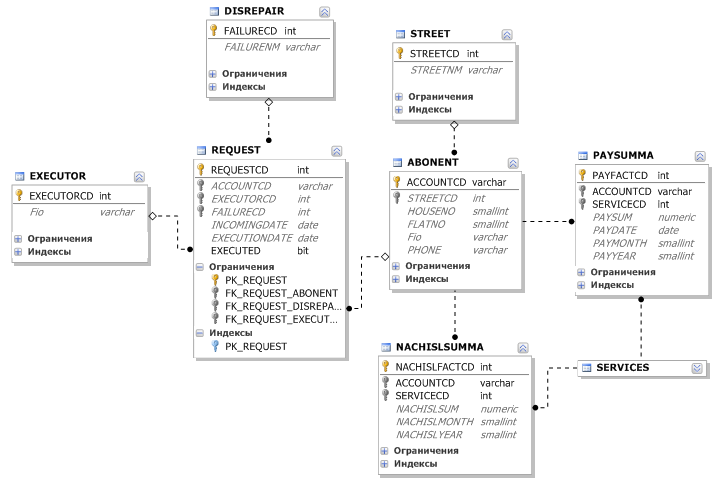 DISREPAIR
FAILURECD int
FAILURENM varchar
Ограничения
Индексы
STREET
STREETCD int
STREETNM varchar
Ограничения
Индексы
EXECUTOR
EXECUTORCD int
Fio varchar
Ограничения
Индексы
REQUEST
REQUESTCD int
ACCOUNTCD varchar
EXECUTORCD int
FAILURECD int
INCOMINGDATE date
EXECUTIONDATE date
EXECUTED bit
Ограничения
PK_REQUEST
FK_REQUEST_ABONENT
FK_REQUEST_DISREPA...
FK_REQUEST_EXECUT...
Индексы
PK_REQUEST
ABONENT
ACCOUNTCD varchar
STREETCD int
HOUSENO smallint
FLATNO smallint
Fio varchar
PHONE varchar
Ограничения
Индексы
PAYSUMMA
PAYFACTCD int
ACCOUNTCD varchar
SERVICECD int
PAYSUM numeric
PAYDATE date
PAYMONTH smallint
PAYYEAR smallint
Ограничения
Индексы
NACHISLSUMMA
NACHISLFACTCD int
ACCOUNTCD varchar
SERVICECD int
NACHISLSUM numeric
NACHISLMONTH smallint
NACHISLYEAR smallint
Ограничения
Индексы
SERVICES